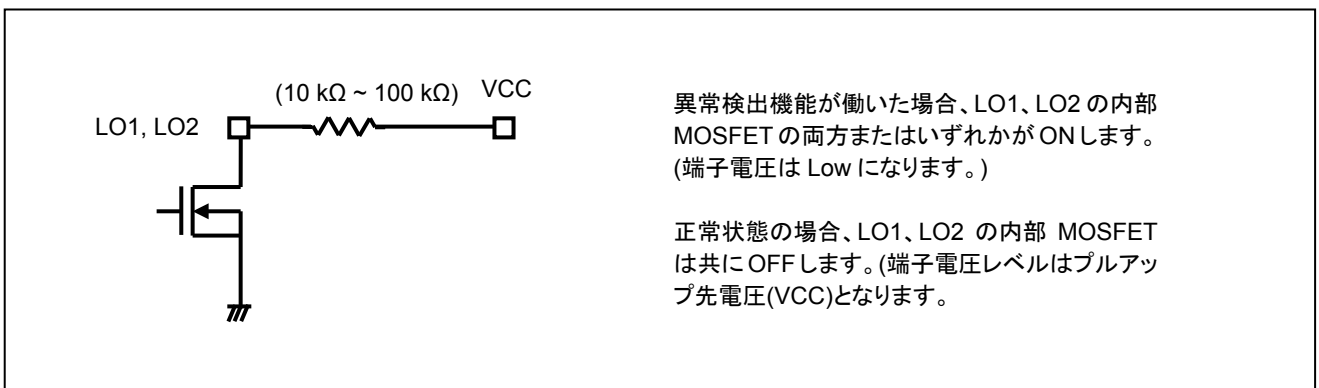 (10 kΩ ~ 100 kΩ) VCC
LO1, LO2
異常検出機能が働いた場合、LO1、LO2 の内部
MOSFET の両方またはいずれかが ON します。
(端子電圧は Low になります。)
正常状態の場合、LO1、LO2 の内部 MOSFET
は共に OFF します。(端子電圧レベルはプルアッ
プ先電圧(VCC)となります。